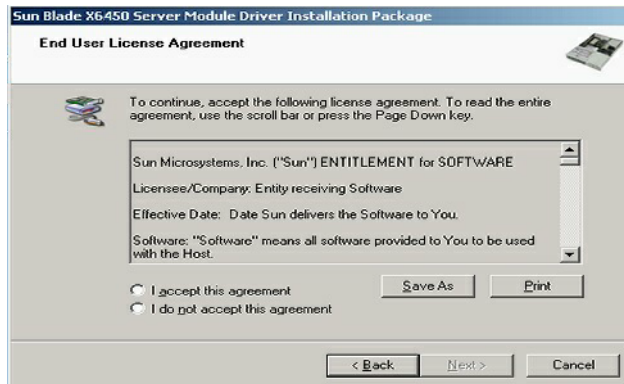 Sun Blade X6450 Server Module Driver Installation Package
End User License Agreement
To continue, accept the following license agreement. To read the entire
agreement, use the scroll bar or press the Page Down key.
Sun Microsystems, Inc. ("Sun") ENTITLEMENT for SOFTWARE
Licensee/Company: Entity receiving Software
Effective Date: Date Sun delivers the Software to You.
Software: "Software" means all software provided to You to be used
with the Host.
I accept this agreement
I do not accept this agreement
Save As
Print
< Back
Next >
Cancel